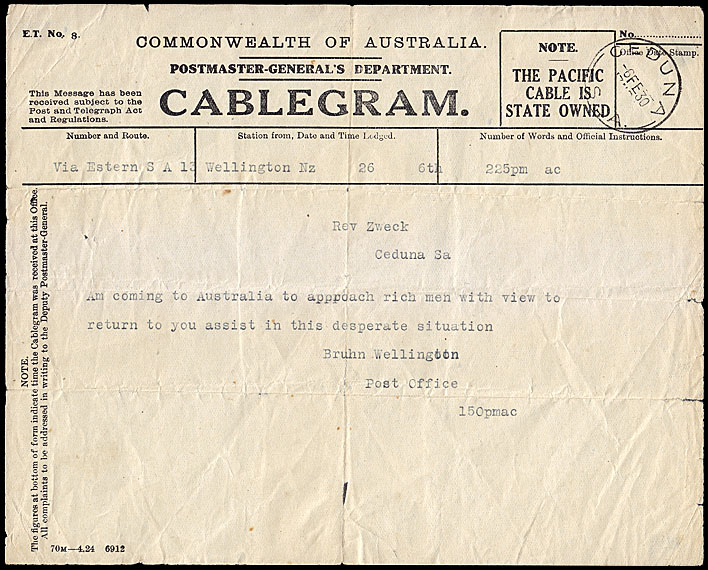 E.T. No. 8.
COMMONWEALTH OF AUSTRALIA.
POSTMASTER-GENERAL'S DEPARTMENT.
CABLEGRAM.
This Message has been
received subject to the
Post and Telegraph Act
and Regulations.
NOTE.
THE PACIFIC
CABLE IS
STATE OWNED
No.
Office Date Stamp.
CEDUNA
FE30
S.A.
Number and Route.
Station from, Date and Time Lodged.
Number of Words and Official Instructions.
Via Estern S A 13 Wellington Nz 26 6th 225pm ac
Rev Zweck
Ceduna Sa
Am coming to Australia to approach rich men with view to
return to you assist in this desperate situation
Bruhn Wellington
Post Office
150pmac
NOTE.
The figures at bottom of form indicate time the Cablegram was received at this Office.
All complaints to be addressed in writing to the Deputy Postmaster-General.
70M—4.24 6912